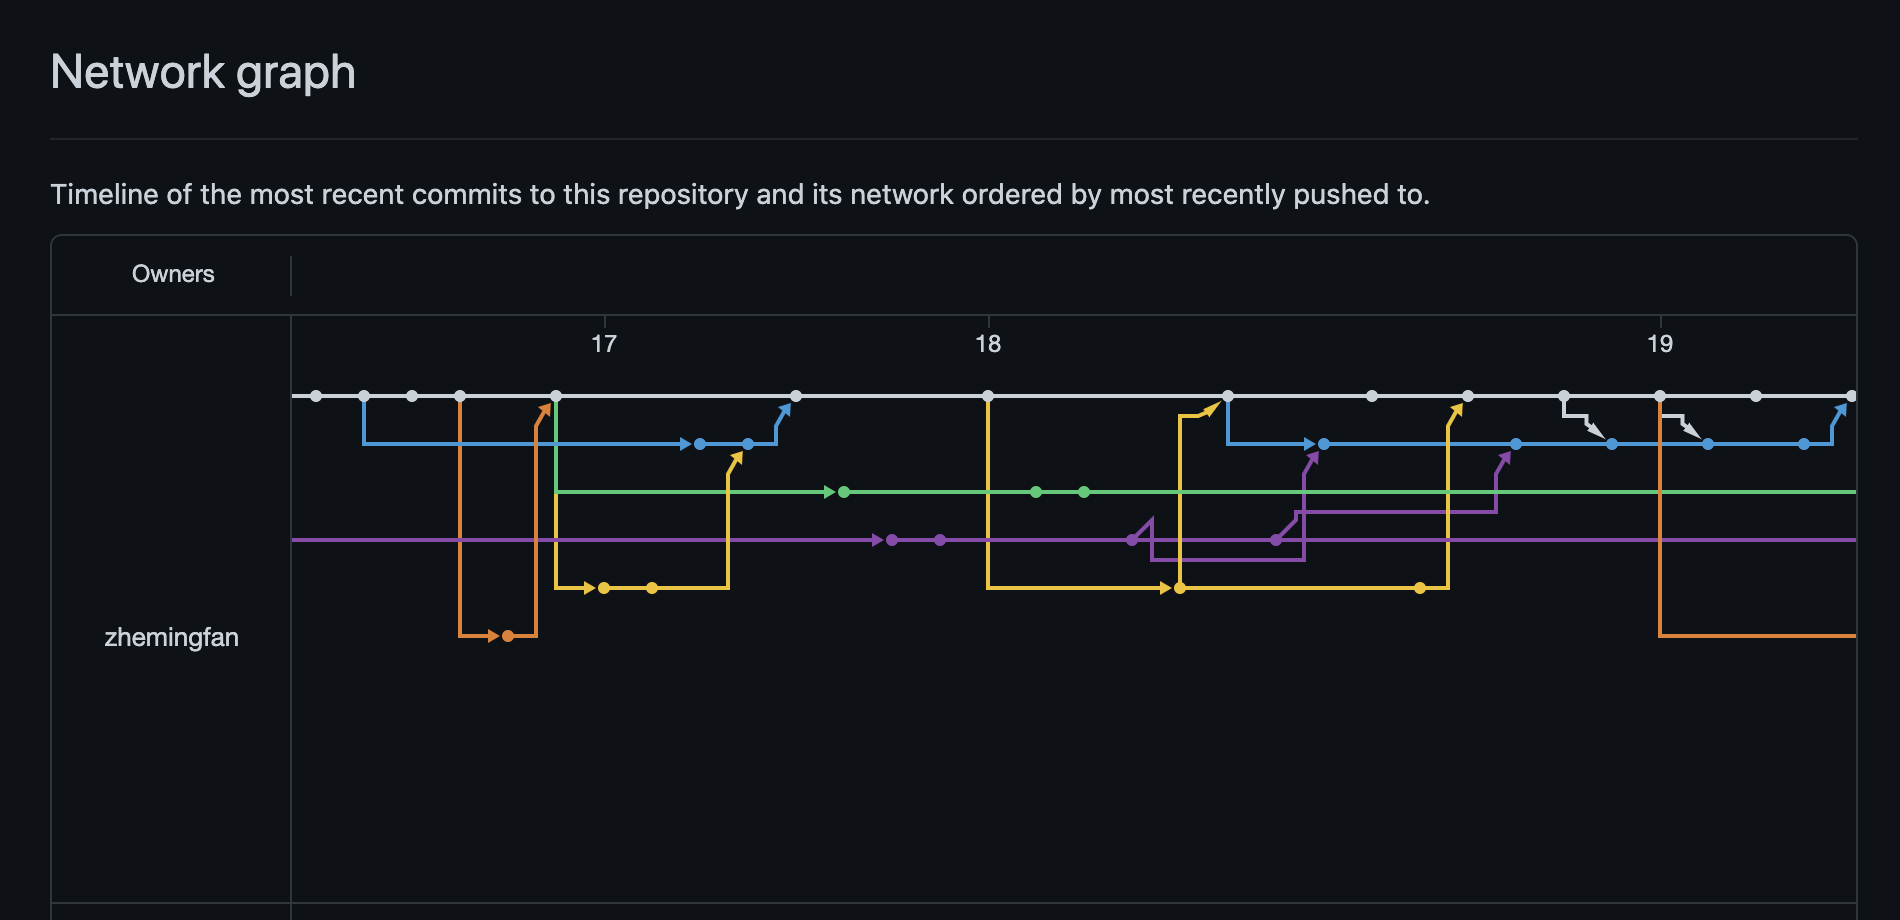 Network graph
Timeline of the most recent commits to this repository and its network ordered by most recently pushed to.
Owners
17 18 19
zhemingfan